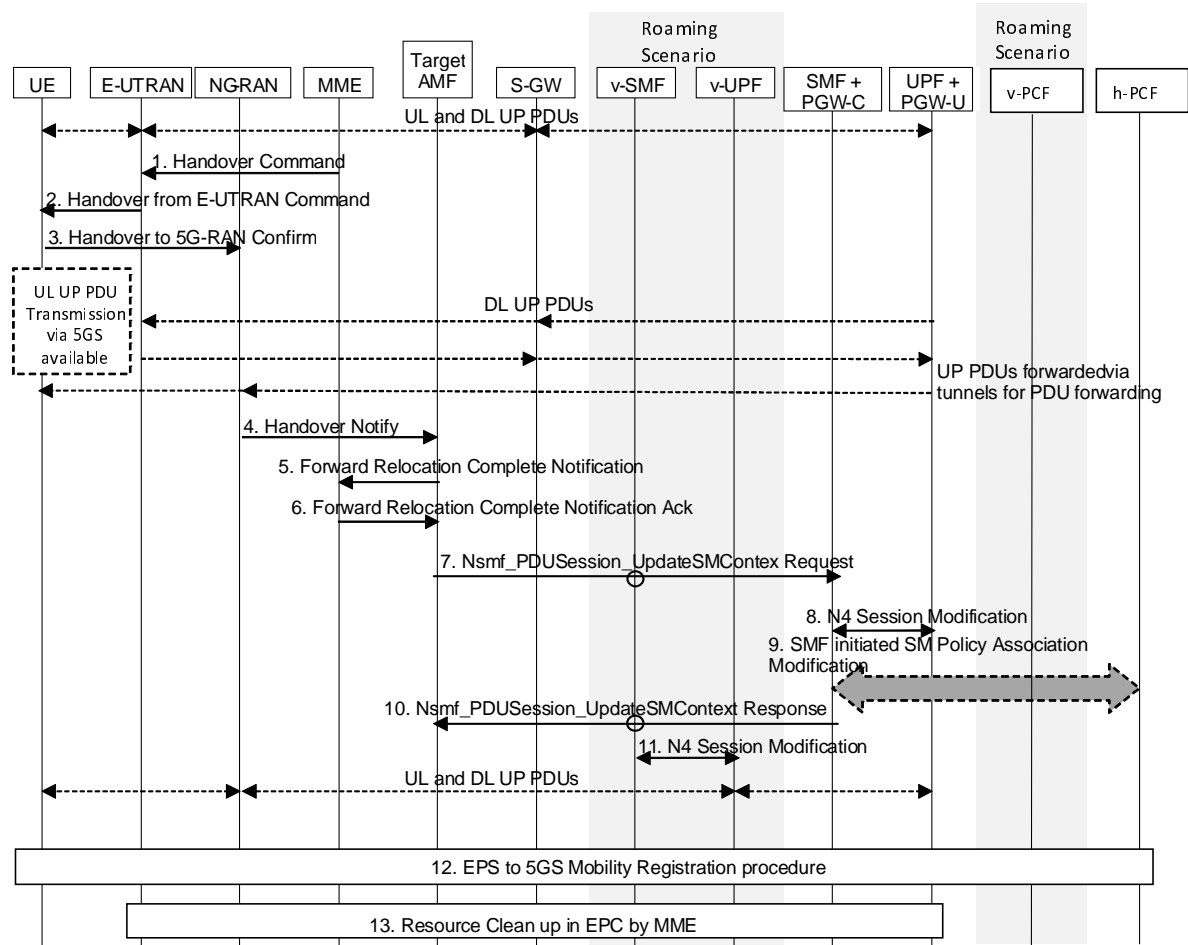 Roaming
Scenario
Roaming
Scenario
UE
E-UTRAN
NG-RAN
MME
Target
AMF
S-GW
v-SMF
v-UPF
SMF +
PGW-C
UPF +
PGW-U
v-PCF
h-PCF
UL and DL UP PDUs
1. Handover Command
2. Handover from E-UTRAN Command
3. Handover to 5G-RAN Confirm
UL UP PDU
Transmission
via 5GS
available
DL UP PDUs
UP PDUs forwardedvia
tunnels for PDU forwarding
4. Handover Notify
5. Forward Relocation Complete Notification
6. Forward Relocation Complete Notification Ack
7. Nsmf_PDUSession_UpdateSMContex Request
8. N4 Session Modification
9. SMF initiated SM Policy Association
Modification
10. Nsmf_PDUSession_UpdateSMContext Response
11. N4 Session Modification
UL and DL UP PDUs
12. EPS to 5GS Mobility Registration procedure
13. Resource Clean up in EPC by MME